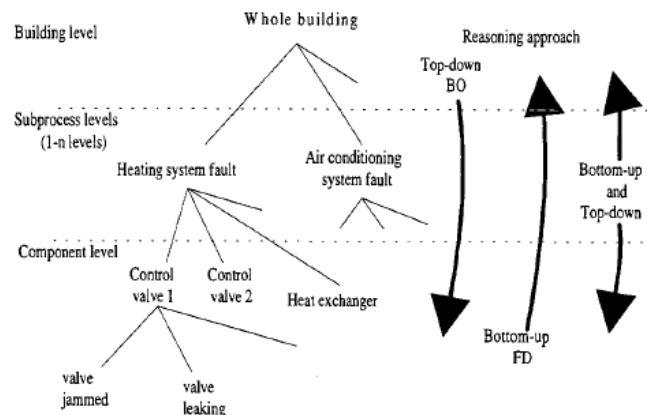 Whole building
Building level
Reasoning approach
Top-down
BO
Subprocess levels
(1-n levels)
Heating system fault
Air conditioning
system fault
Bottom-up
and
Top-down
Component level
Control
valve 1
Control
valve 2
Heat exchanger
Bottom-up
FD
valve
jammed
valve
leaking